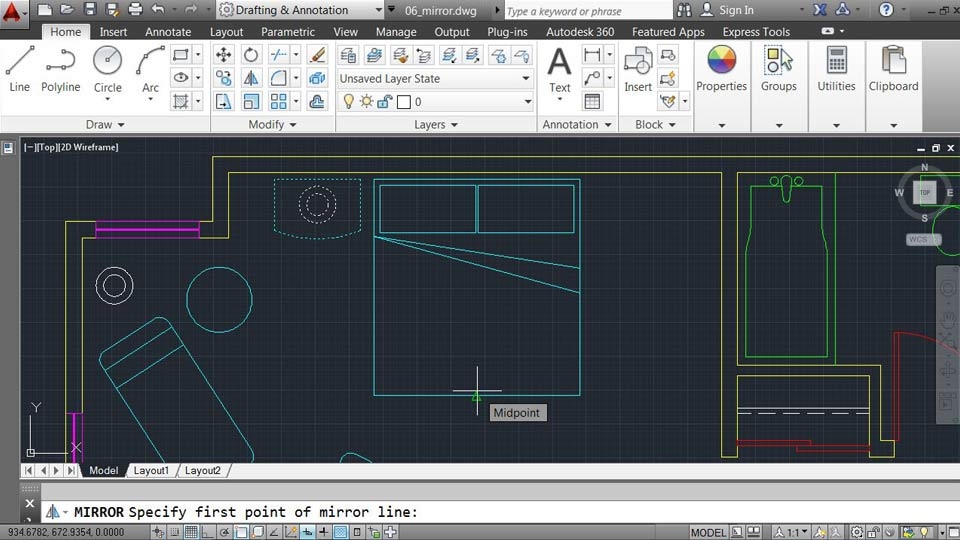 Drafting & Annotation
06_mirror.dwg
Type a keyword or phrase
Sign In
Home Insert Annotate Layout Parametric View Manage Output Plug-ins Autodesk 360 Featured Apps Express Tools
Line Polyline Circle Arc
Unsaved Layer State
0
Text Insert Properties Groups Utilities Clipboard
Draw Modify Layers Annotation Block
[−][Top][2D Wireframe]
N
W TOP E
S
WCS
Midpoint
Y
X
Model Layout1 Layout2
MIRROR Specify first point of mirror line:
934.6782, 672.9354, 0.0000
MODEL
1:1